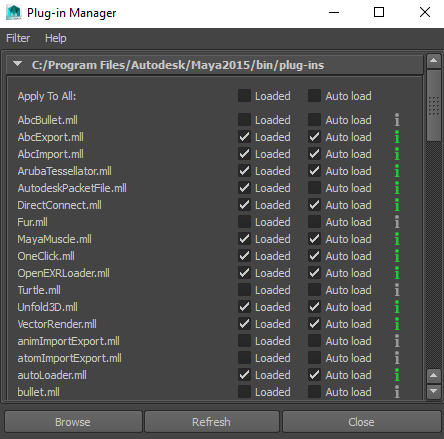 Plug-in Manager
Filter Help
C:/Program Files/Autodesk/Maya2015/bin/plug-ins
Apply To All: Loaded Auto load
AbcBullet.mll Loaded Auto load
AbcExport.mll Loaded Auto load
AbcImport.mll Loaded Auto load
ArubaTessellator.mll Loaded Auto load
AutodeskPacketFile.mll Loaded Auto load
DirectConnect.mll Loaded Auto load
Fur.mll Loaded Auto load
MayaMuscle.mll Loaded Auto load
OneClick.mll Loaded Auto load
OpenEXRLoader.mll Loaded Auto load
Turtle.mll Loaded Auto load
Unfold3D.mll Loaded Auto load
VectorRender.mll Loaded Auto load
animImportExport.mll Loaded Auto load
atomImportExport.mll Loaded Auto load
autoLoader.mll Loaded Auto load
bullet.mll Loaded Auto load
Browse Refresh Close